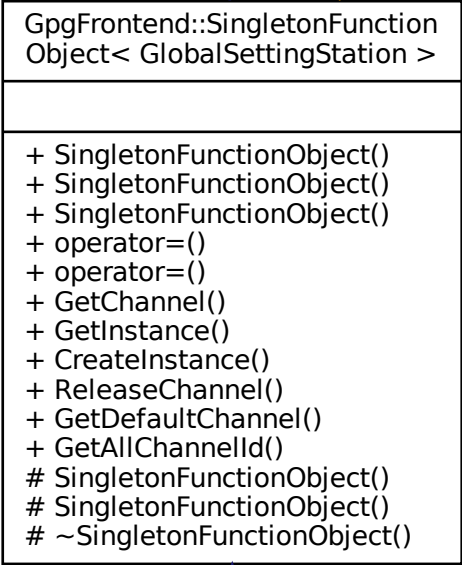 GpgFrontend::SingletonFunction
Object< GlobalSettingStation >
+ SingletonFunctionObject()
+ SingletonFunctionObject()
+ SingletonFunctionObject()
+ operator=()
+ operator=()
+ GetChannel()
+ GetInstance()
+ CreateInstance()
+ ReleaseChannel()
+ GetDefaultChannel()
+ GetAllChannelId()
# SingletonFunctionObject()
# SingletonFunctionObject()
# ~SingletonFunctionObject()